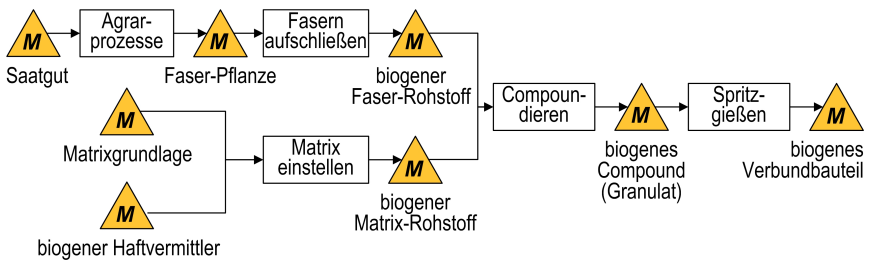 Agrar-
prozesse
Fasern
aufschließen
M
M
M
Saatgut
Faser-Pflanze
biogener
Faser-Rohstoff
M
Matrixgrundlage
Matrix
einstellen
M
M
biogener Haftvermittler
biogener
Matrix-Rohstoff
Compoun-
dieren
M
Spritz-
gießen
M
biogenes
Compound
(Granulat)
biogenes
Verbundbauteil